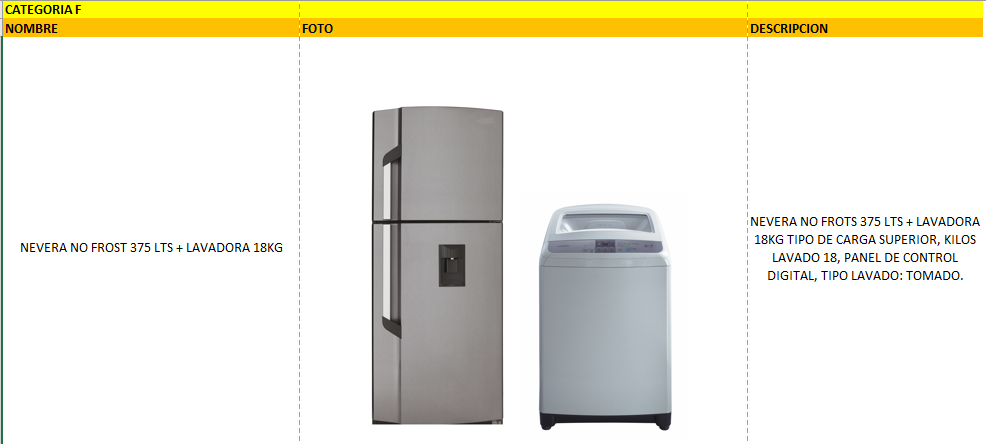 CATEGORIA F
NOMBRE
FOTO
DESCRIPCION
NEVERA NO FROST 375 LTS + LAVADORA 18KG
NEVERA NO FROTS 375 LTS + LAVADORA
18KG TIPO DE CARGA SUPERIOR, KILOS
LAVADO 18, PANEL DE CONTROL
DIGITAL, TIPO LAVADO: TOMADO.